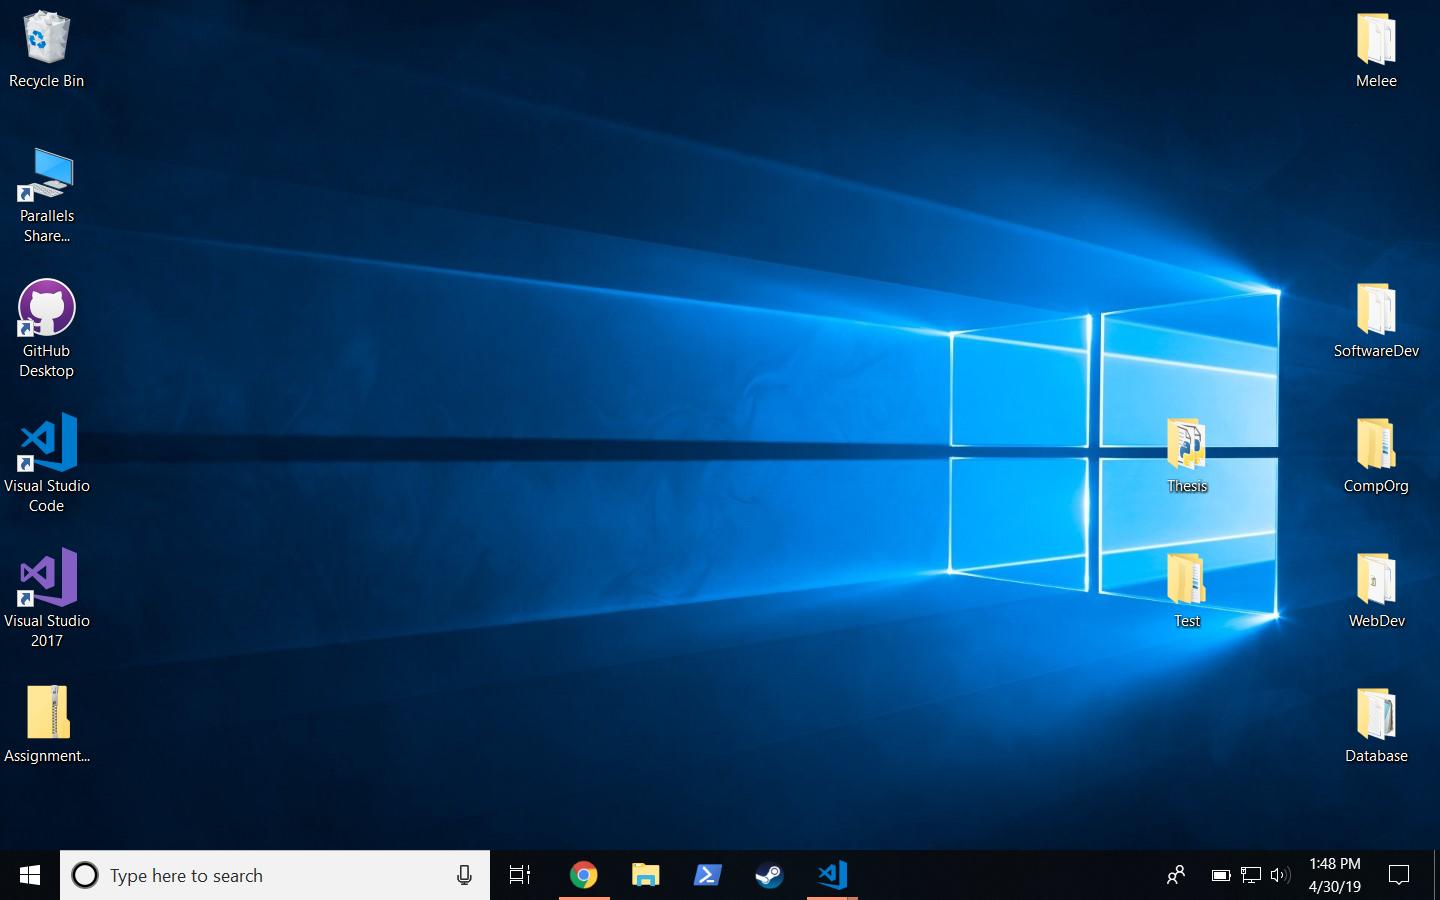 Recycle Bin
Melee
Parallels
Share...
GitHub
Desktop
SoftwareDev
Visual Studio
Code
Thesis
CompOrg
Visual Studio
2017
Test
WebDev
Assignment...
Database
Type here to search
1:48 PM
4/30/19